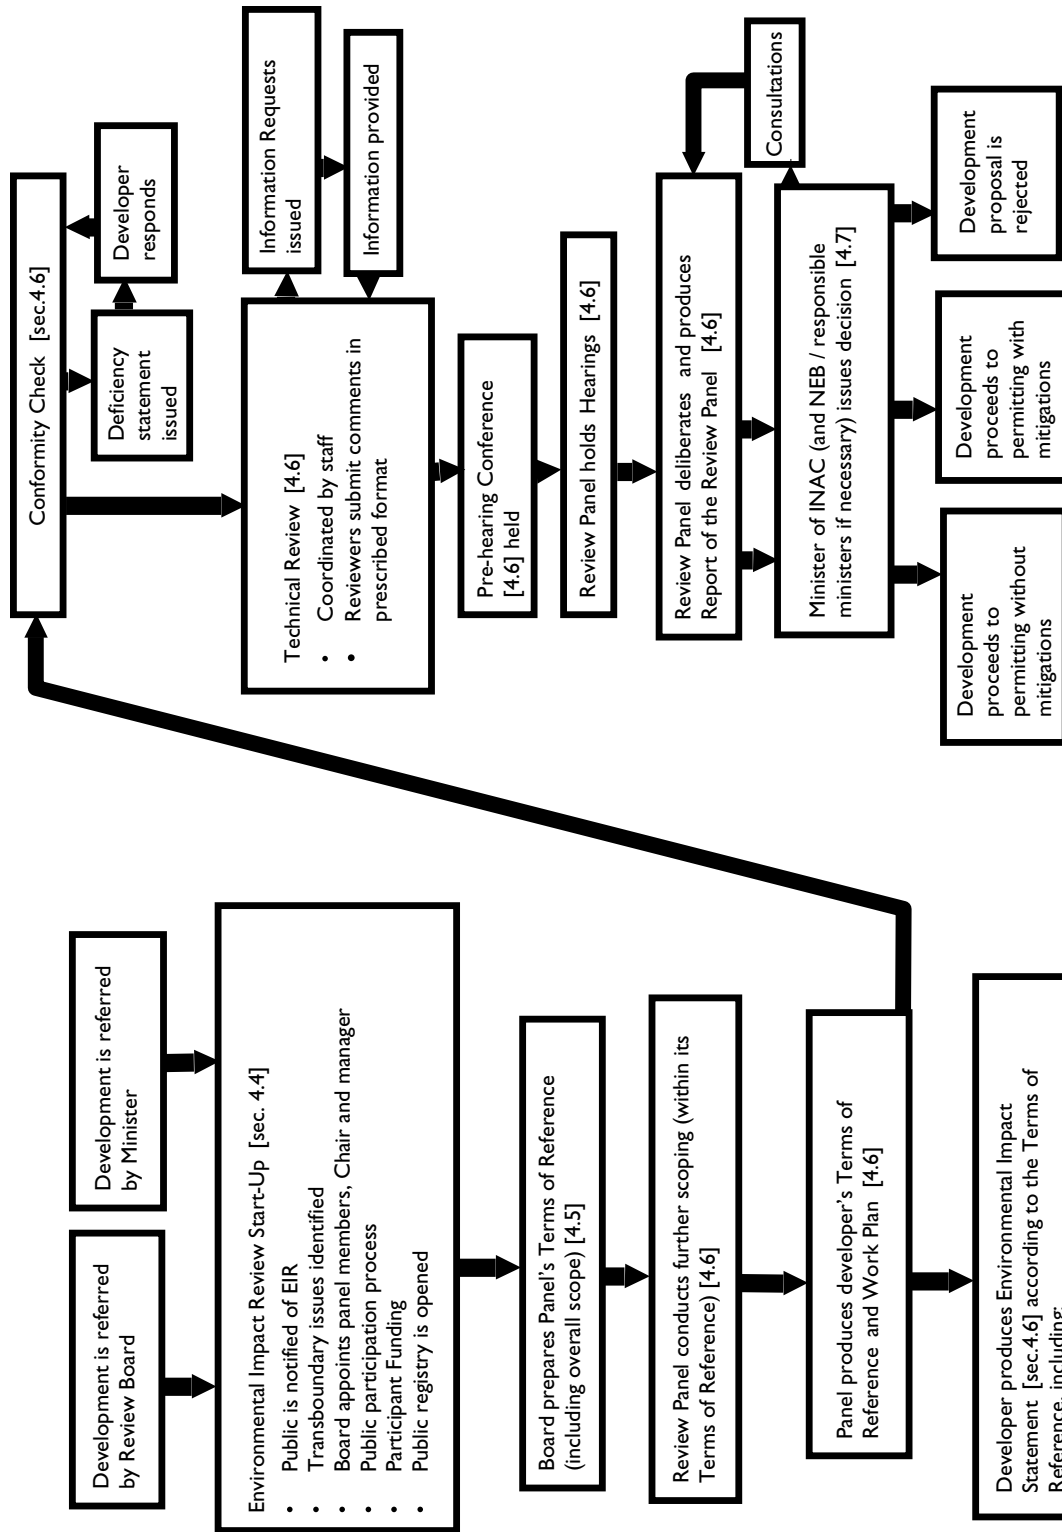 Development is referred
by Review Board
Development is referred
by Minister
Environmental Impact Review Start-Up [sec. 4.4]
• Public is notified of EIR
• Transboundary issues identified
• Board appoints panel members, Chair and manager
• Public participation process
• Participant Funding
• Public registry is opened
Board prepares Panel's Terms of Reference
(including overall scope) [4.5]
Review Panel conducts further scoping (within its
Terms of Reference) [4.6]
Panel produces developer's Terms of
Reference and Work Plan [4.6]
Developer produces Environmental Impact
Statement [sec.4.6] according to the Terms of
Reference, including:
Conformity Check [sec.4.6]
Deficiency
statement
issued
Developer
responds
Technical Review [4.6]
• Coordinated by staff
• Reviewers submit comments in
prescribed format
Information Requests
issued
Information provided
Pre-hearing Conference
[4.6] held
Review Panel holds Hearings [4.6]
Review Panel deliberates and produces
Report of the Review Panel [4.6]
Consultations
Minister of INAC (and NEB / responsible
ministers if necessary) issues decision [4.7]
Development
proceeds to
permitting without
mitigations
Development
proceeds to
permitting with
mitigations
Development
proposal is
rejected